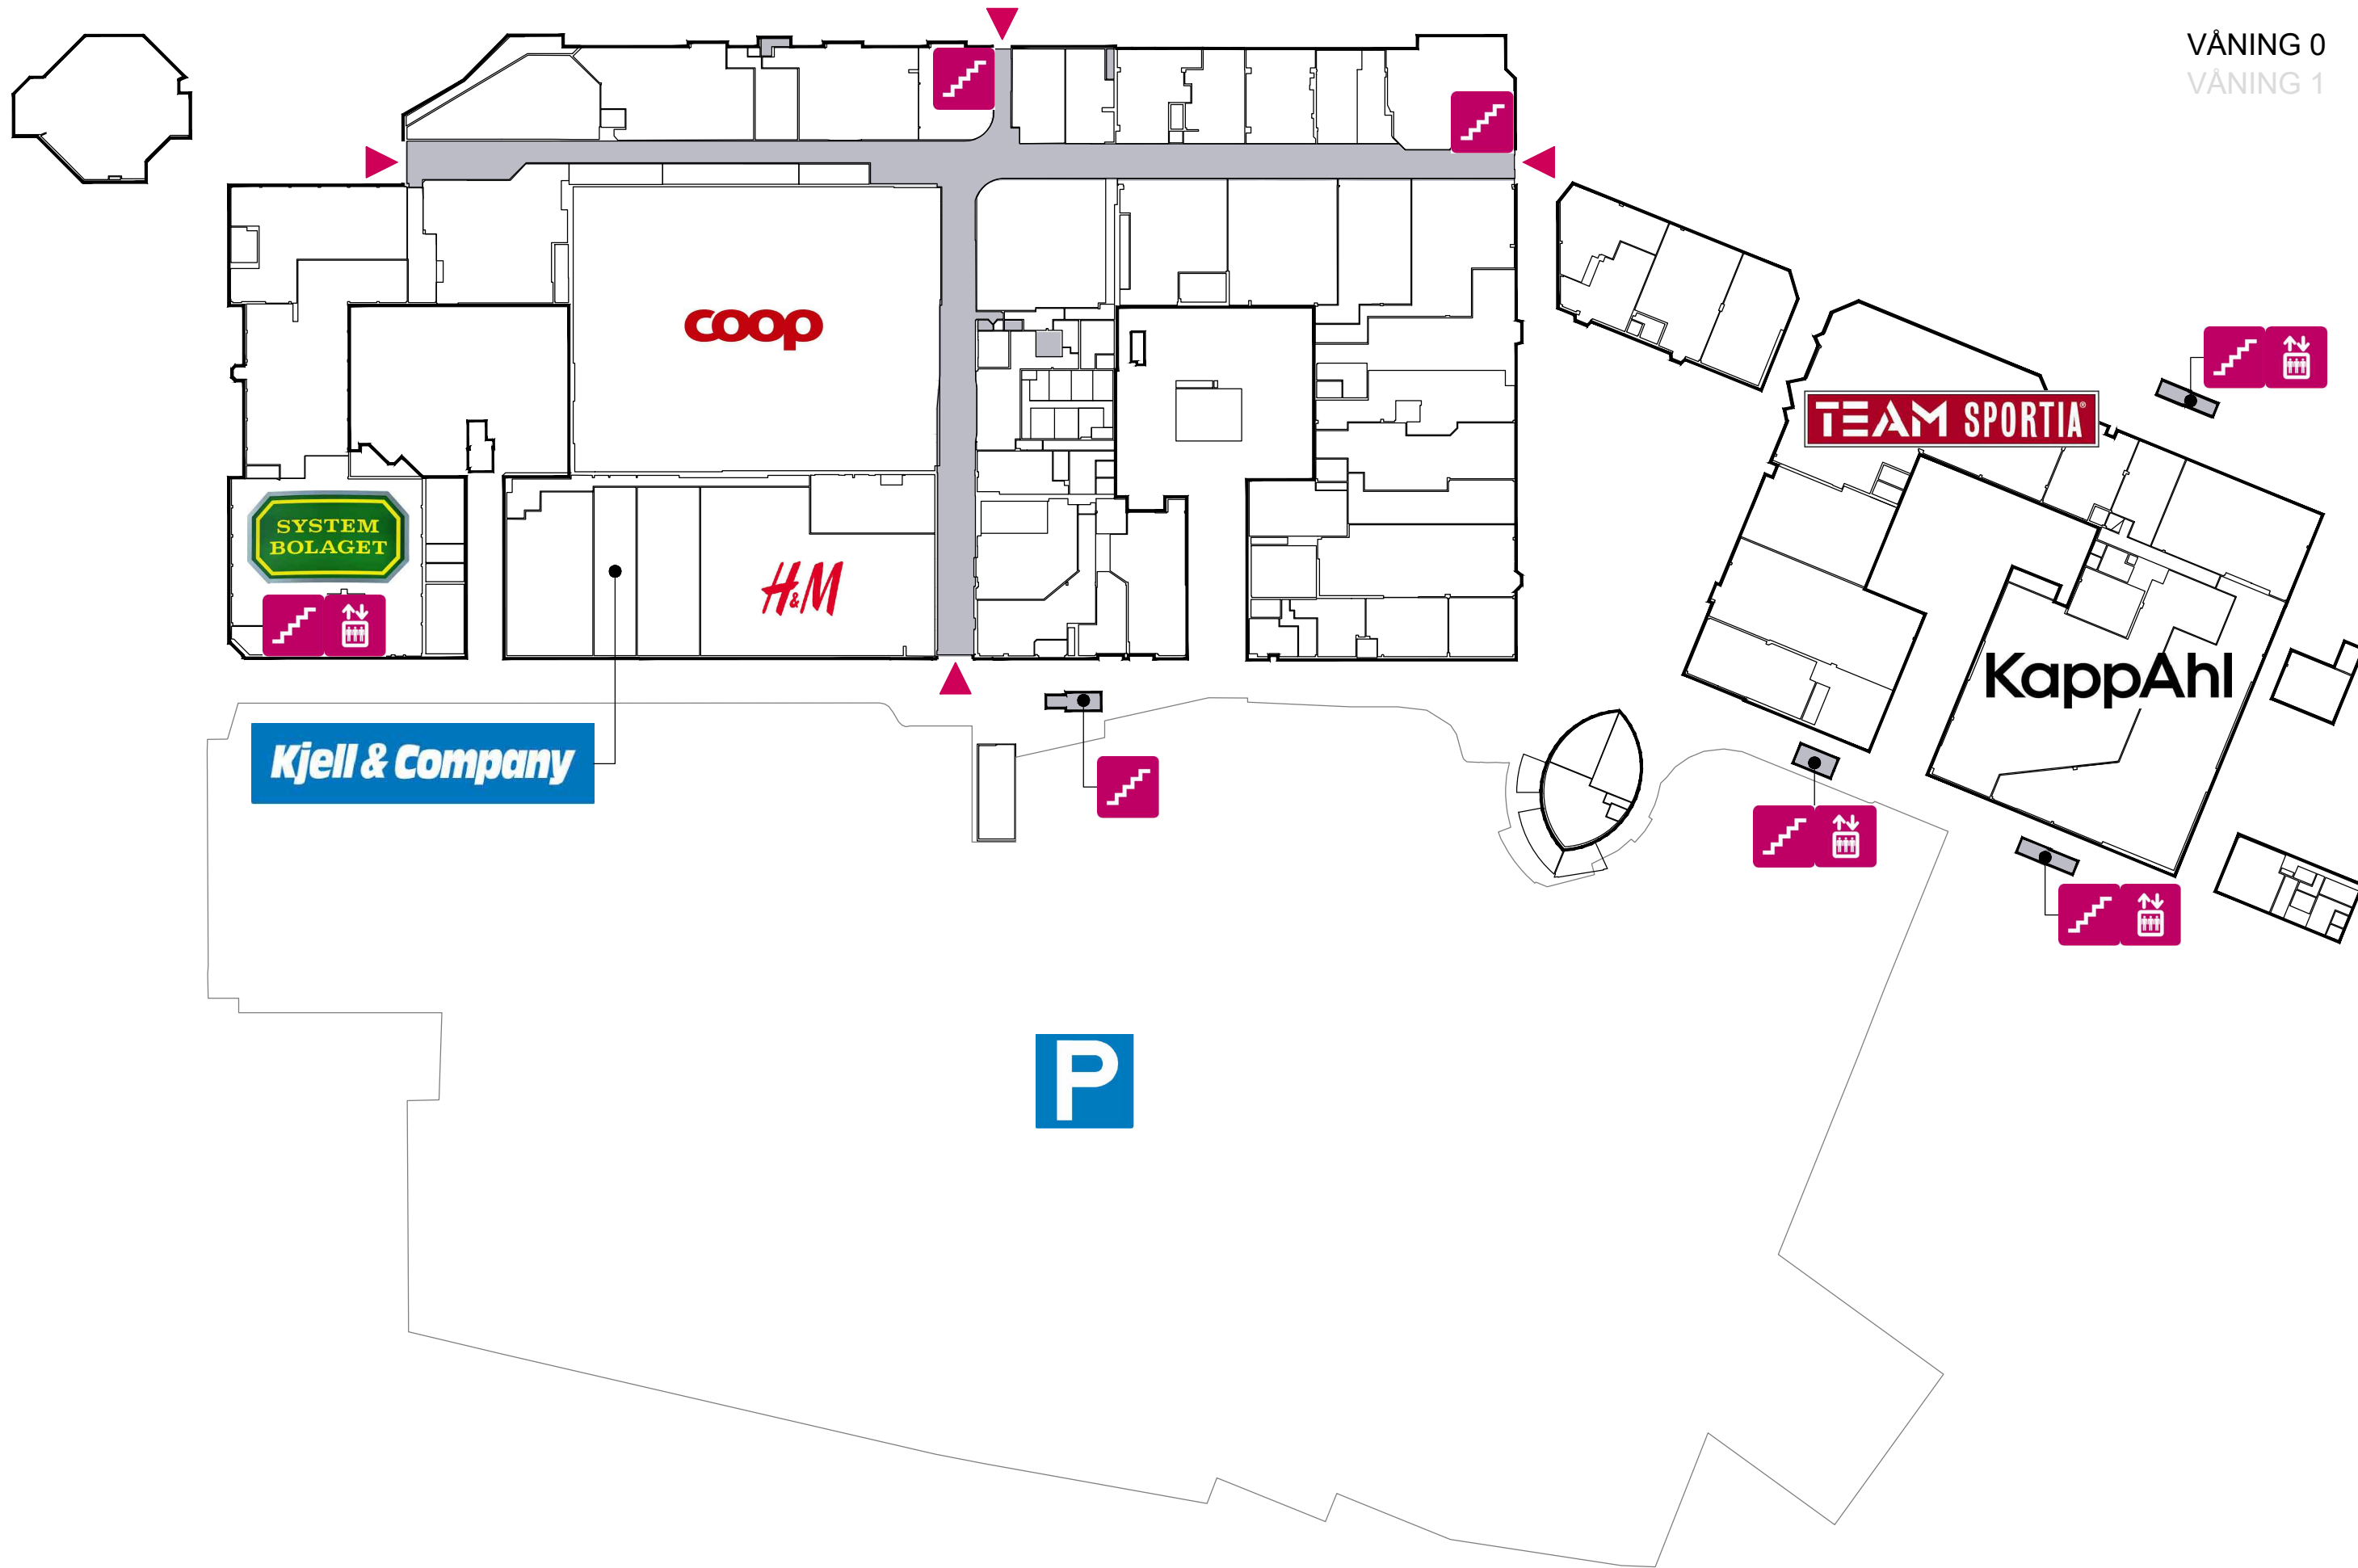 VÅNING 0
VÅNING 1
coop
TEAM SPORTIA®
SYSTEM
BOLAGET
H&M
KappAhl
Kjell & Company
P